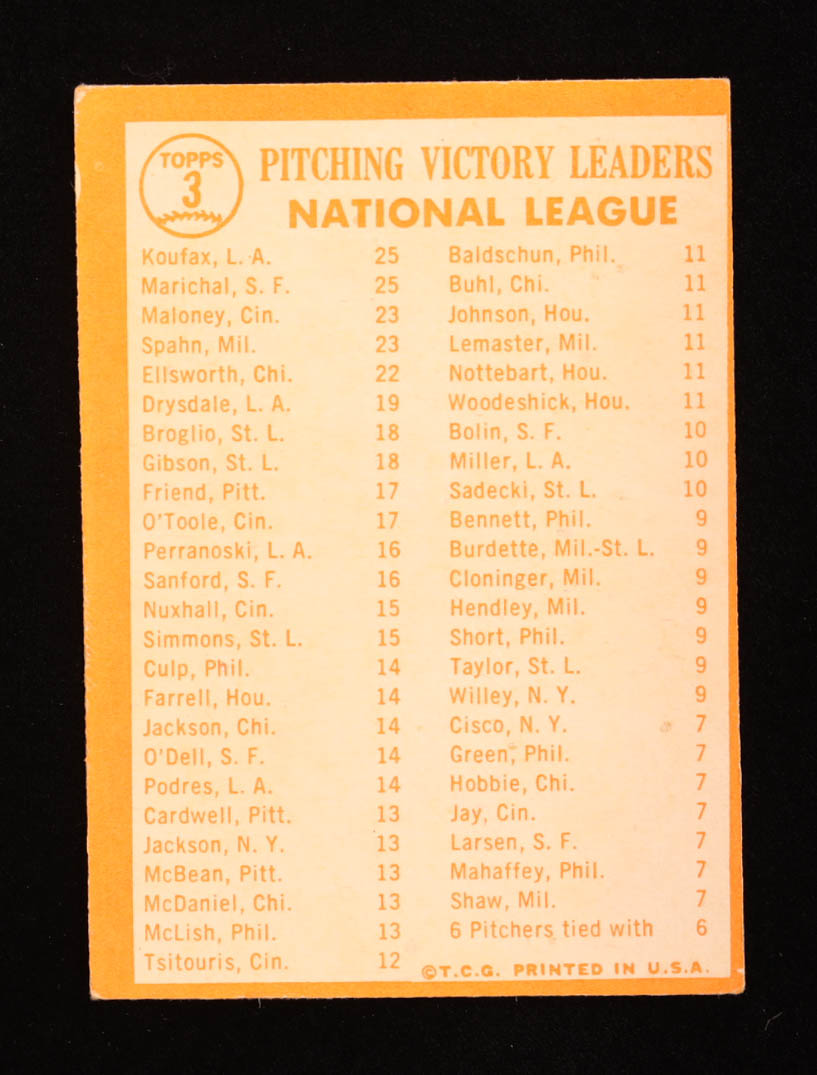 TOPPS
3
PITCHING VICTORY LEADERS
NATIONAL LEAGUE
Koufax, L. A. 25
Marichal, S. F. 25
Maloney, Cin. 23
Spahn, Mil. 23
Ellsworth, Chi. 22
Drysdale, L. A. 19
Broglio, St. L. 18
Gibson, St. L. 18
Friend, Pitt. 17
O'Toole, Cin. 17
Perranoski, L. A. 16
Sanford, S. F. 16
Nuxhall, Cin. 15
Simmons, St. L. 15
Culp, Phil. 14
Farrell, Hou. 14
Jackson, Chi. 14
O'Dell, S. F. 14
Podres, L. A. 14
Cardwell, Pitt. 13
Jackson, N. Y. 13
McBean, Pitt. 13
McDaniel, Chi. 13
McLish, Phil. 13
Tsitouris, Cin. 12
Baldschun, Phil. 11
Buhl, Chi. 11
Johnson, Hou. 11
Lemaster, Mil. 11
Nottebart, Hou. 11
Woodeshick, Hou. 11
Bolin, S. F. 10
Miller, L. A. 10
Sadecki, St. L. 10
Bennett, Phil. 9
Burdette, Mil.-St. L. 9
Cloninger, Mil. 9
Hendley, Mil. 9
Short, Phil. 9
Taylor, St. L. 9
Willey, N. Y. 9
Cisco, N. Y. 7
Green, Phil. 7
Hobbie, Chi. 7
Jay, Cin. 7
Larsen, S. F. 7
Mahaffey, Phil. 7
Shaw, Mil. 7
6 Pitchers tied with 6
©T.C.G. PRINTED IN U.S.A.